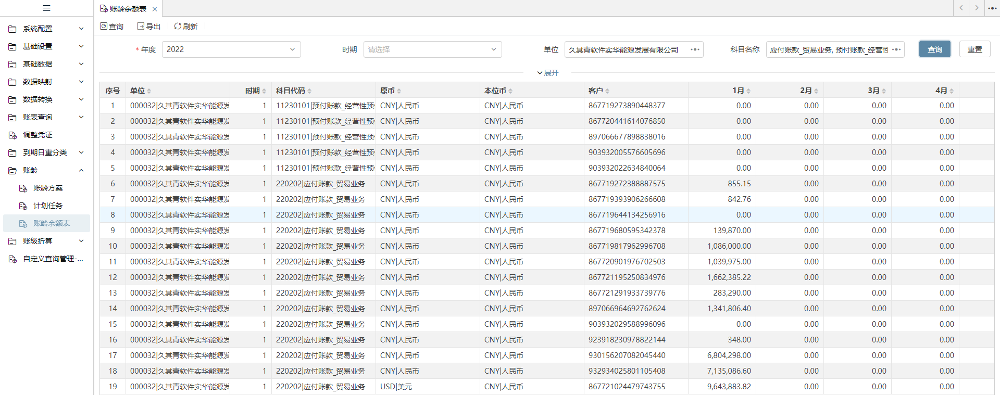 账龄余额表
查询 导出 刷新
系统配置
基础设置
基础数据
数据映射
数据转换
账表查询
调整凭证
到期日重分类
账龄
账龄方案
计划任务
账龄余额表
账级折算
自定义查询管理-...
* 年度 2022 时期 请选择 单位 久其青软件实华能源发展有限公司 科目名称 应付账款_贸易业务, 预付账款_经营性 查询 重置
展开
序号 单位 时期 科目代码 原币 本位币 客户 1月 2月 3月 4月
1 000032|久其青软件实华能源发 1 11230101|预付账款_经营性预 CNY|人民币 CNY|人民币 867719273890448377 0.00 0.00 0.00 0.00
2 000032|久其青软件实华能源发 1 11230101|预付账款_经营性预 CNY|人民币 CNY|人民币 867720441614076850 0.00 0.00 0.00 0.00
3 000032|久其青软件实华能源发 1 11230101|预付账款_经营性预 CNY|人民币 CNY|人民币 897066677898838016 0.00 0.00 0.00 0.00
4 000032|久其青软件实华能源发 1 11230101|预付账款_经营性预 CNY|人民币 CNY|人民币 903932005576605696 0.00 0.00 0.00 0.00
5 000032|久其青软件实华能源发 1 11230101|预付账款_经营性预 CNY|人民币 CNY|人民币 903932022634840064 0.00 0.00 0.00 0.00
6 000032|久其青软件实华能源发 1 220202|应付账款_贸易业务 CNY|人民币 CNY|人民币 867719272388887575 855.15 0.00 0.00 0.00
7 000032|久其青软件实华能源发 1 220202|应付账款_贸易业务 CNY|人民币 CNY|人民币 867719393906266608 842.76 0.00 0.00 0.00
8 000032|久其青软件实华能源发 1 220202|应付账款_贸易业务 CNY|人民币 CNY|人民币 867719644134256916 0.00 0.00 0.00 0.00
9 000032|久其青软件实华能源发 1 220202|应付账款_贸易业务 CNY|人民币 CNY|人民币 867719680595342378 139,870.00 0.00 0.00 0.00
10 000032|久其青软件实华能源发 1 220202|应付账款_贸易业务 CNY|人民币 CNY|人民币 867719817962996708 1,086,000.00 0.00 0.00 0.00
11 000032|久其青软件实华能源发 1 220202|应付账款_贸易业务 CNY|人民币 CNY|人民币 867720901976702503 1,039,975.00 0.00 0.00 0.00
12 000032|久其青软件实华能源发 1 220202|应付账款_贸易业务 CNY|人民币 CNY|人民币 867721195250834976 1,662,385.22 0.00 0.00 0.00
13 000032|久其青软件实华能源发 1 220202|应付账款_贸易业务 CNY|人民币 CNY|人民币 867721291933739776 283,290.00 0.00 0.00 0.00
14 000032|久其青软件实华能源发 1 220202|应付账款_贸易业务 CNY|人民币 CNY|人民币 897066964692762624 1,341,806.40 0.00 0.00 0.00
15 000032|久其青软件实华能源发 1 220202|应付账款_贸易业务 CNY|人民币 CNY|人民币 903932029588996096 0.00 0.00 0.00 0.00
16 000032|久其青软件实华能源发 1 220202|应付账款_贸易业务 CNY|人民币 CNY|人民币 923918230978822144 348.00 0.00 0.00 0.00
17 000032|久其青软件实华能源发 1 220202|应付账款_贸易业务 CNY|人民币 CNY|人民币 930156207082045440 6,804,298.00 0.00 0.00 0.00
18 000032|久其青软件实华能源发 1 220202|应付账款_贸易业务 CNY|人民币 CNY|人民币 932934025801105408 7,135,086.60 0.00 0.00 0.00
19 000032|久其青软件实华能源发 1 220202|应付账款_贸易业务 USD|美元 CNY|人民币 867721024479743755 9,643,883.82 0.00 0.00 0.00